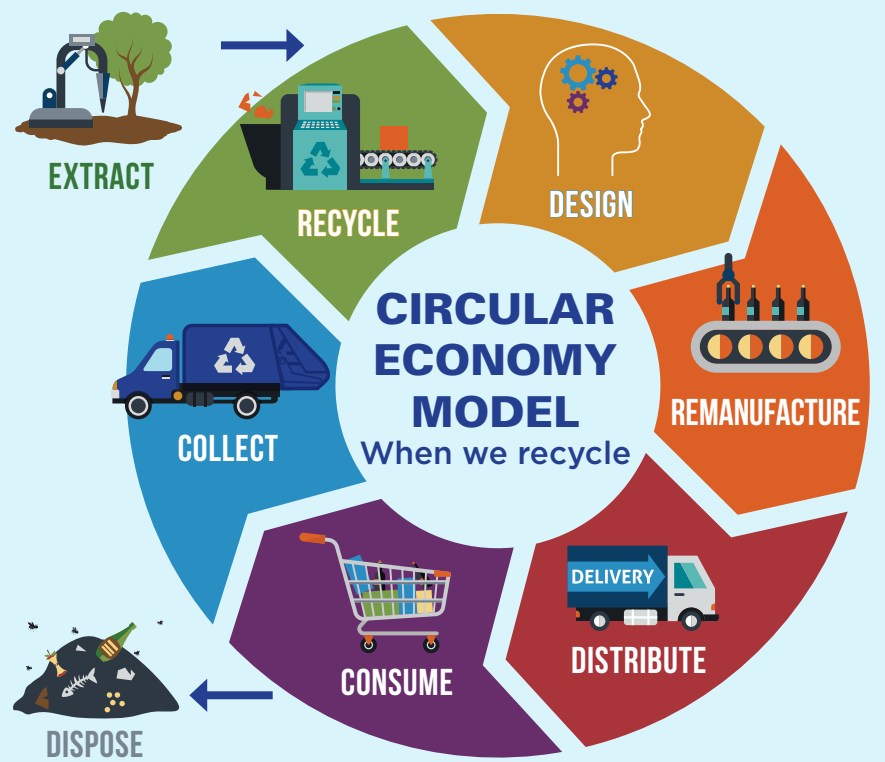 EXTRACT
RECYCLE
DESIGN
CIRCULAR
ECONOMY
MODEL
When we recycle
REMANUFACTURE
COLLECT
DELIVERY
DISTRIBUTE
CONSUME
DISPOSE